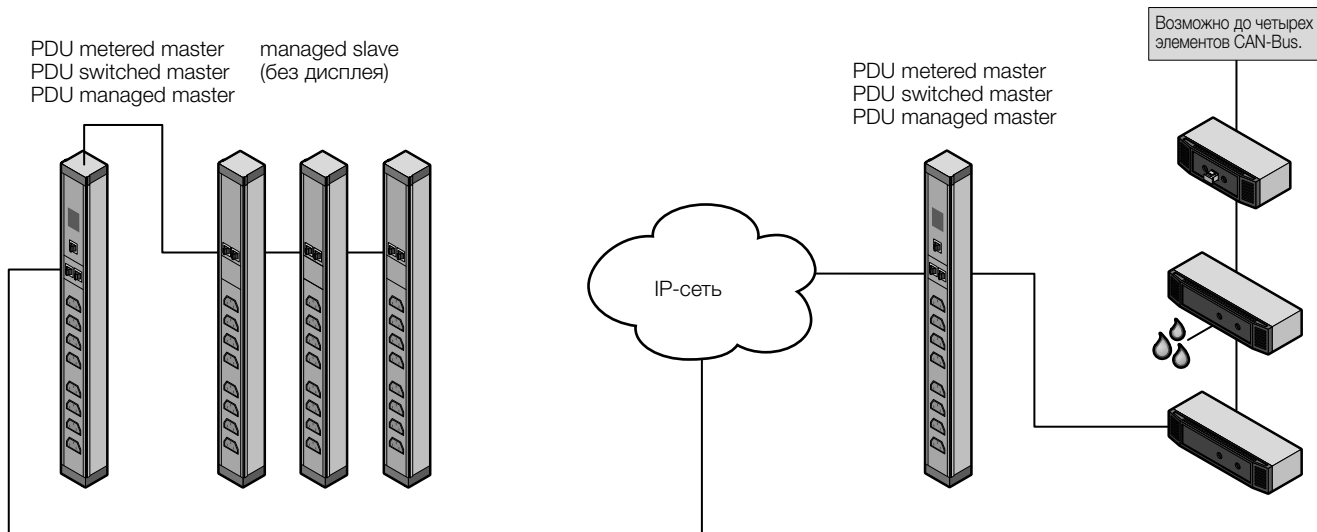 PDU metered master
PDU switched master
PDU managed master
managed slave
(без дисплея)
IP-сеть
PDU metered master
PDU switched master
PDU managed master
Возможно до четырех
элементов CAN-Bus.